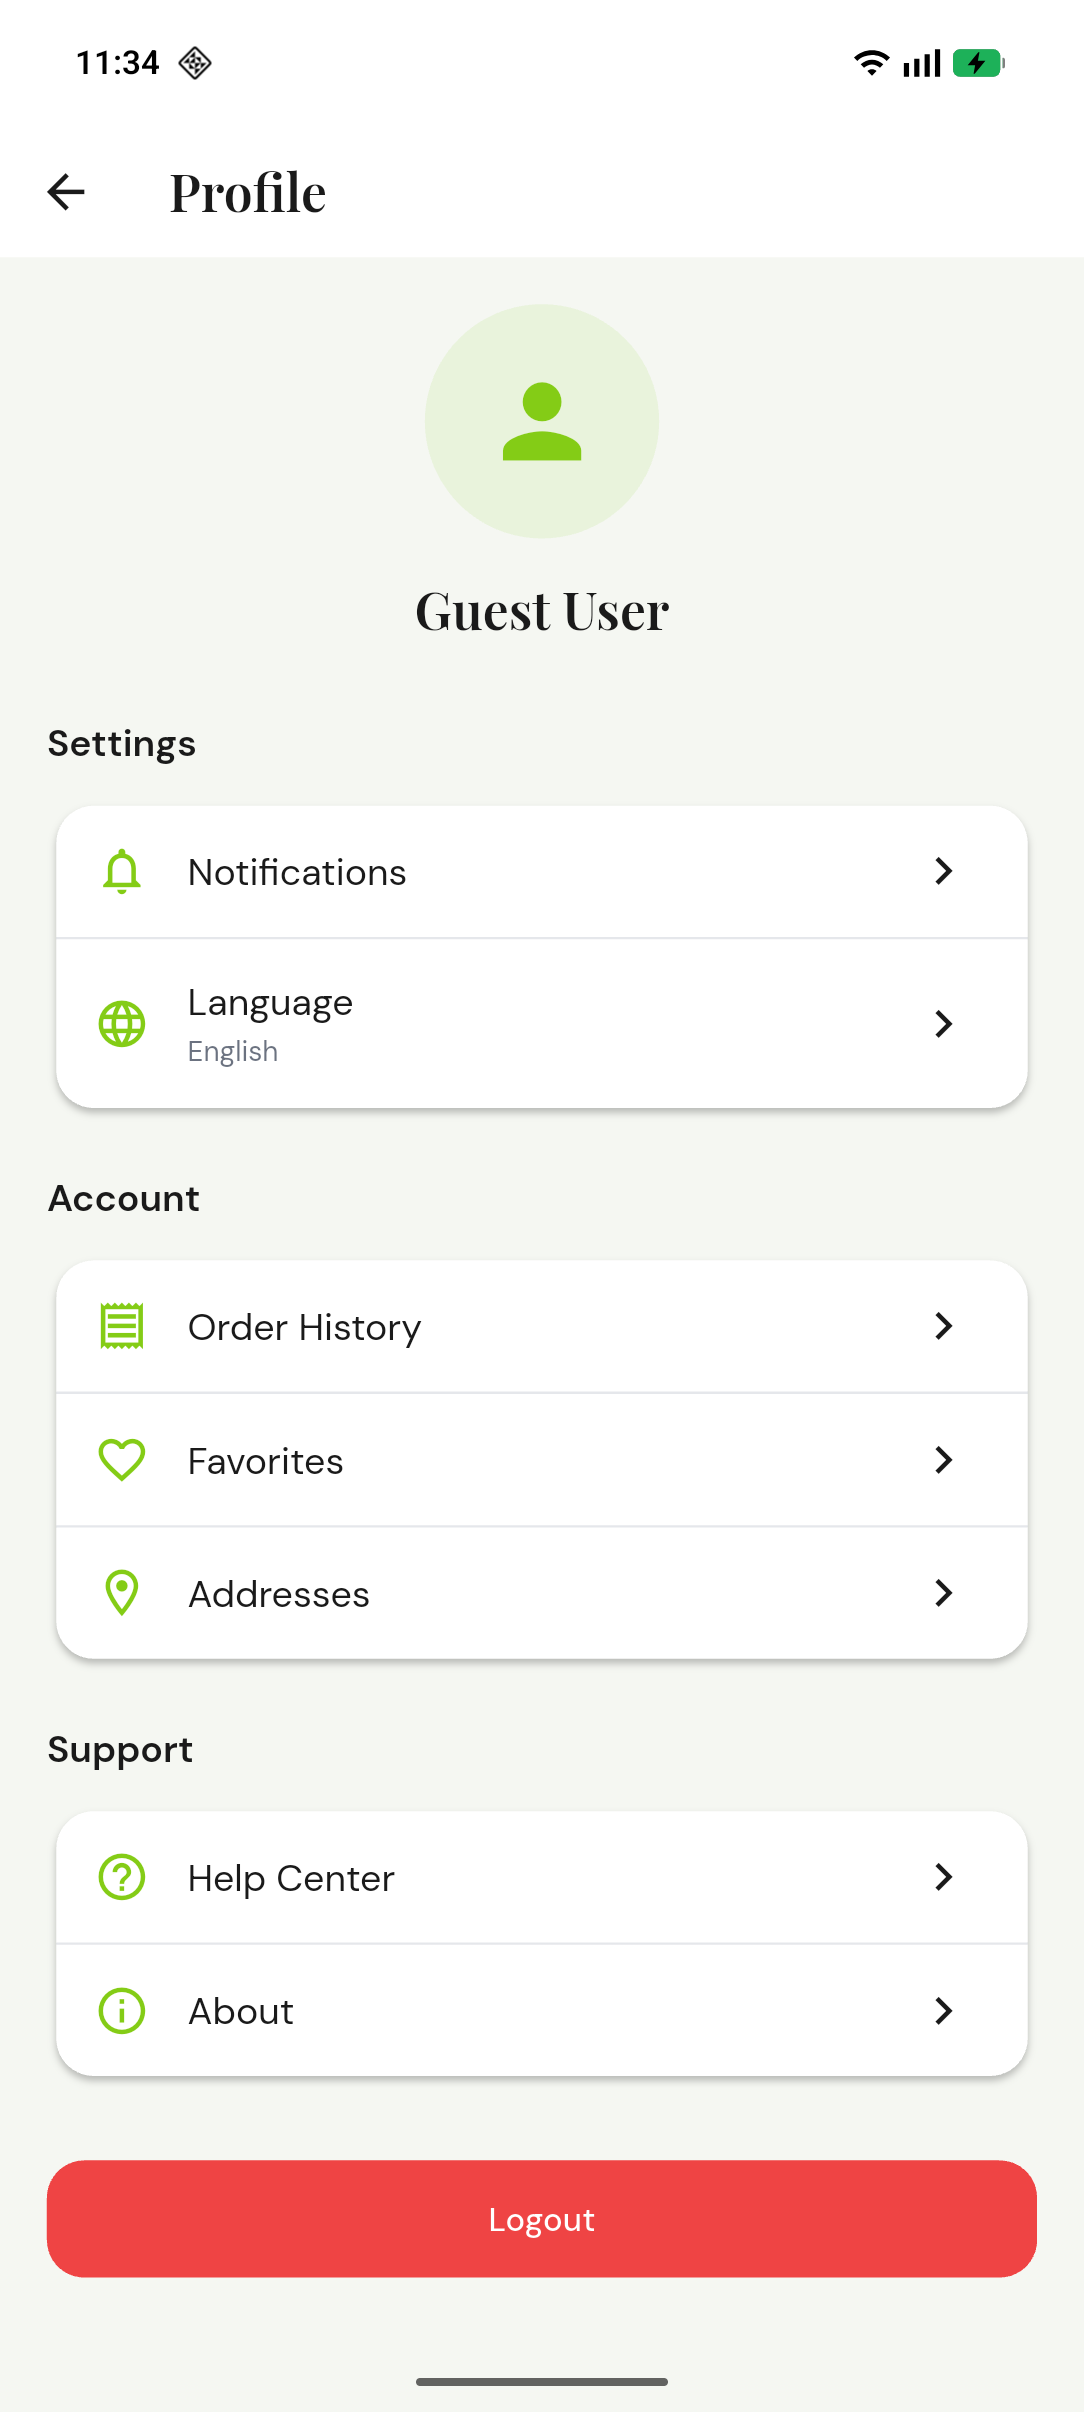 11:34
Profile
Guest User
Settings
Notifications
Language
English
Account
Order History
Favorites
Addresses
Support
Help Center
About
Logout